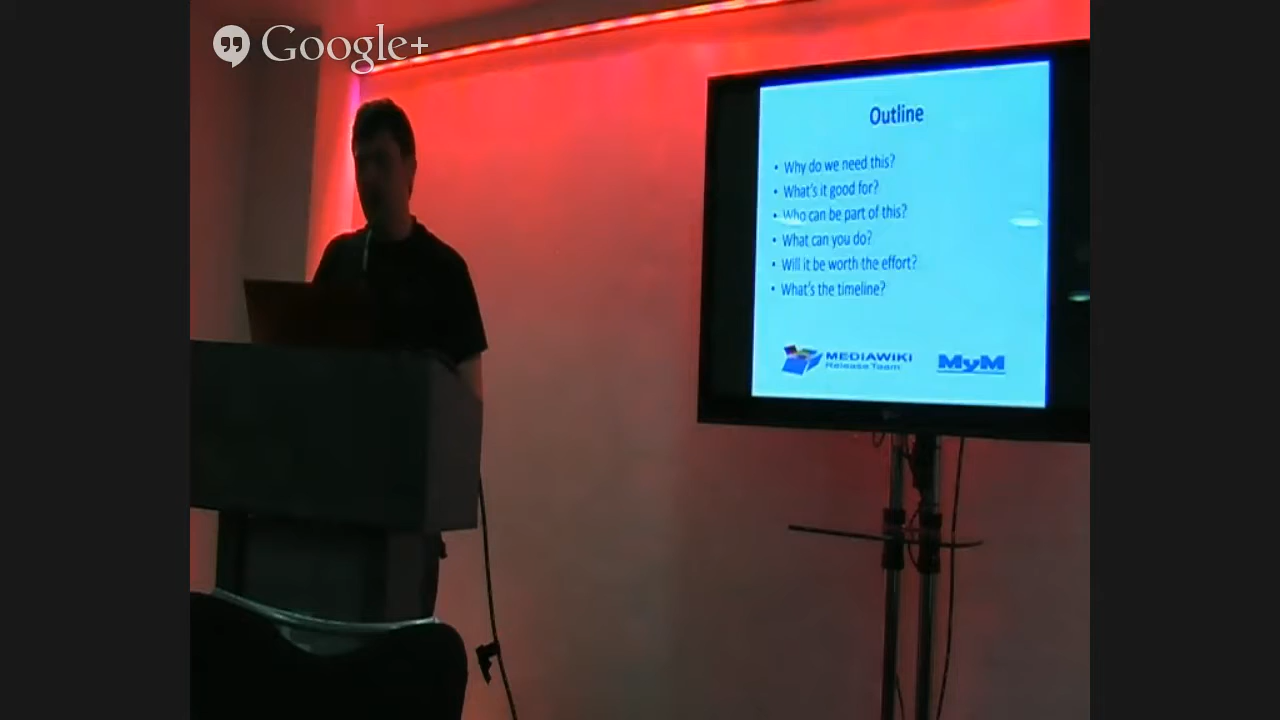 Google+
Outline
• Why do we need this?
• What's it good for?
• Who can be part of this?
• What can you do?
• Will it be worth the effort?
• What's the timeline?
MEDIAWIKI
Release Team
MyM